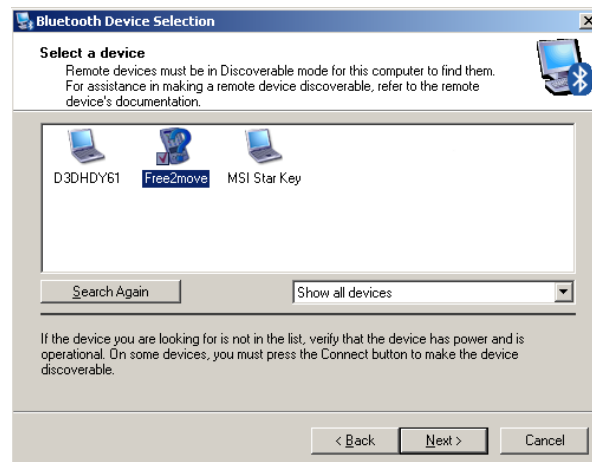 Bluetooth Device Selection
Select a device
Remote devices must be in Discoverable mode for this computer to find them.
For assistance in making a remote device discoverable, refer to the remote
device's documentation.
D3DHDY61 Free2move MSI Star Key
Search Again Show all devices
If the device you are looking for is not in the list, verify that the device has power and is
operational. On some devices, you must press the Connect button to make the device
discoverable.
< Back Next > Cancel